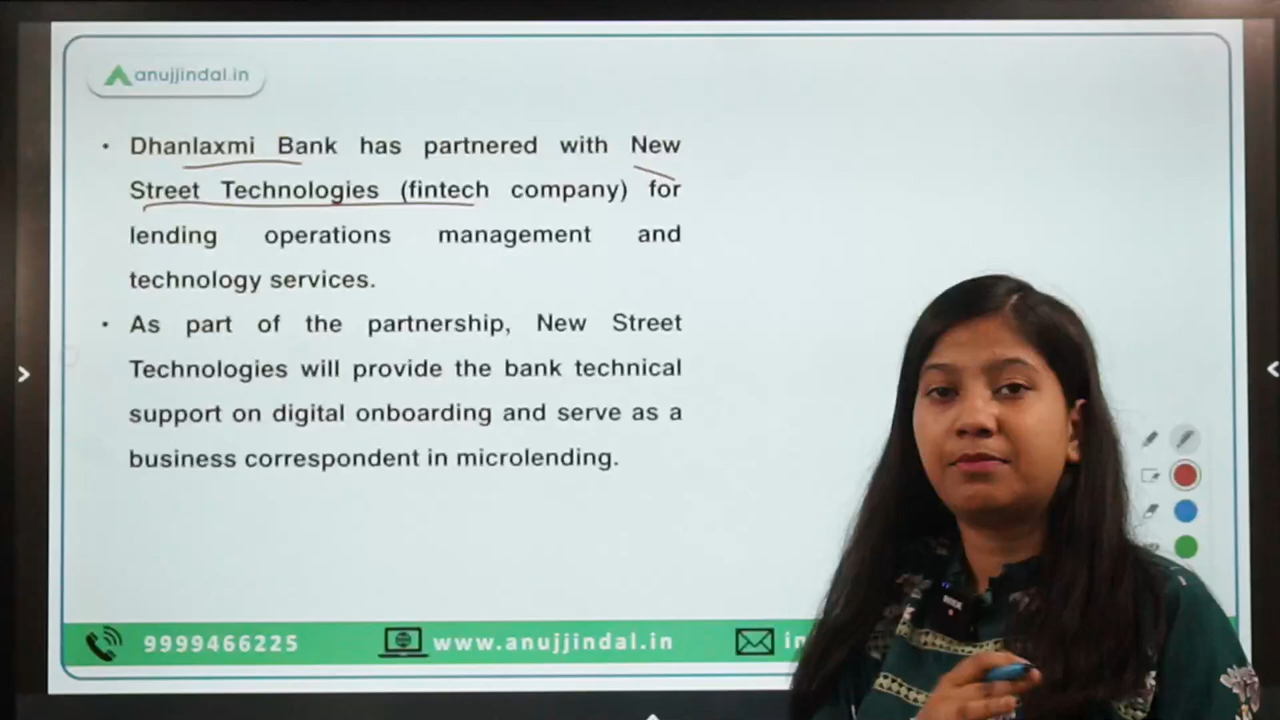 anujjindal.in
• Dhanlaxmi Bank has partnered with New
Street Technologies (fintech company) for
lending operations management and
technology services.
• As part of the partnership, New Street
Technologies will provide the bank technical
support on digital onboarding and serve as a
business correspondent in microlending.
9999466225 www.anujjindal.in in